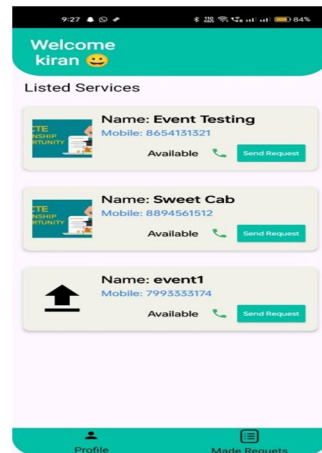 9:27
84%
Welcome
kiran 😀
Listed Services
Name: Event Testing
Mobile: 8654131321
Available Send Request
Name: Sweet Cab
Mobile: 8894561512
Available Send Request
Name: event1
Mobile: 7993333174
Available Send Request
Profile
Made Requets